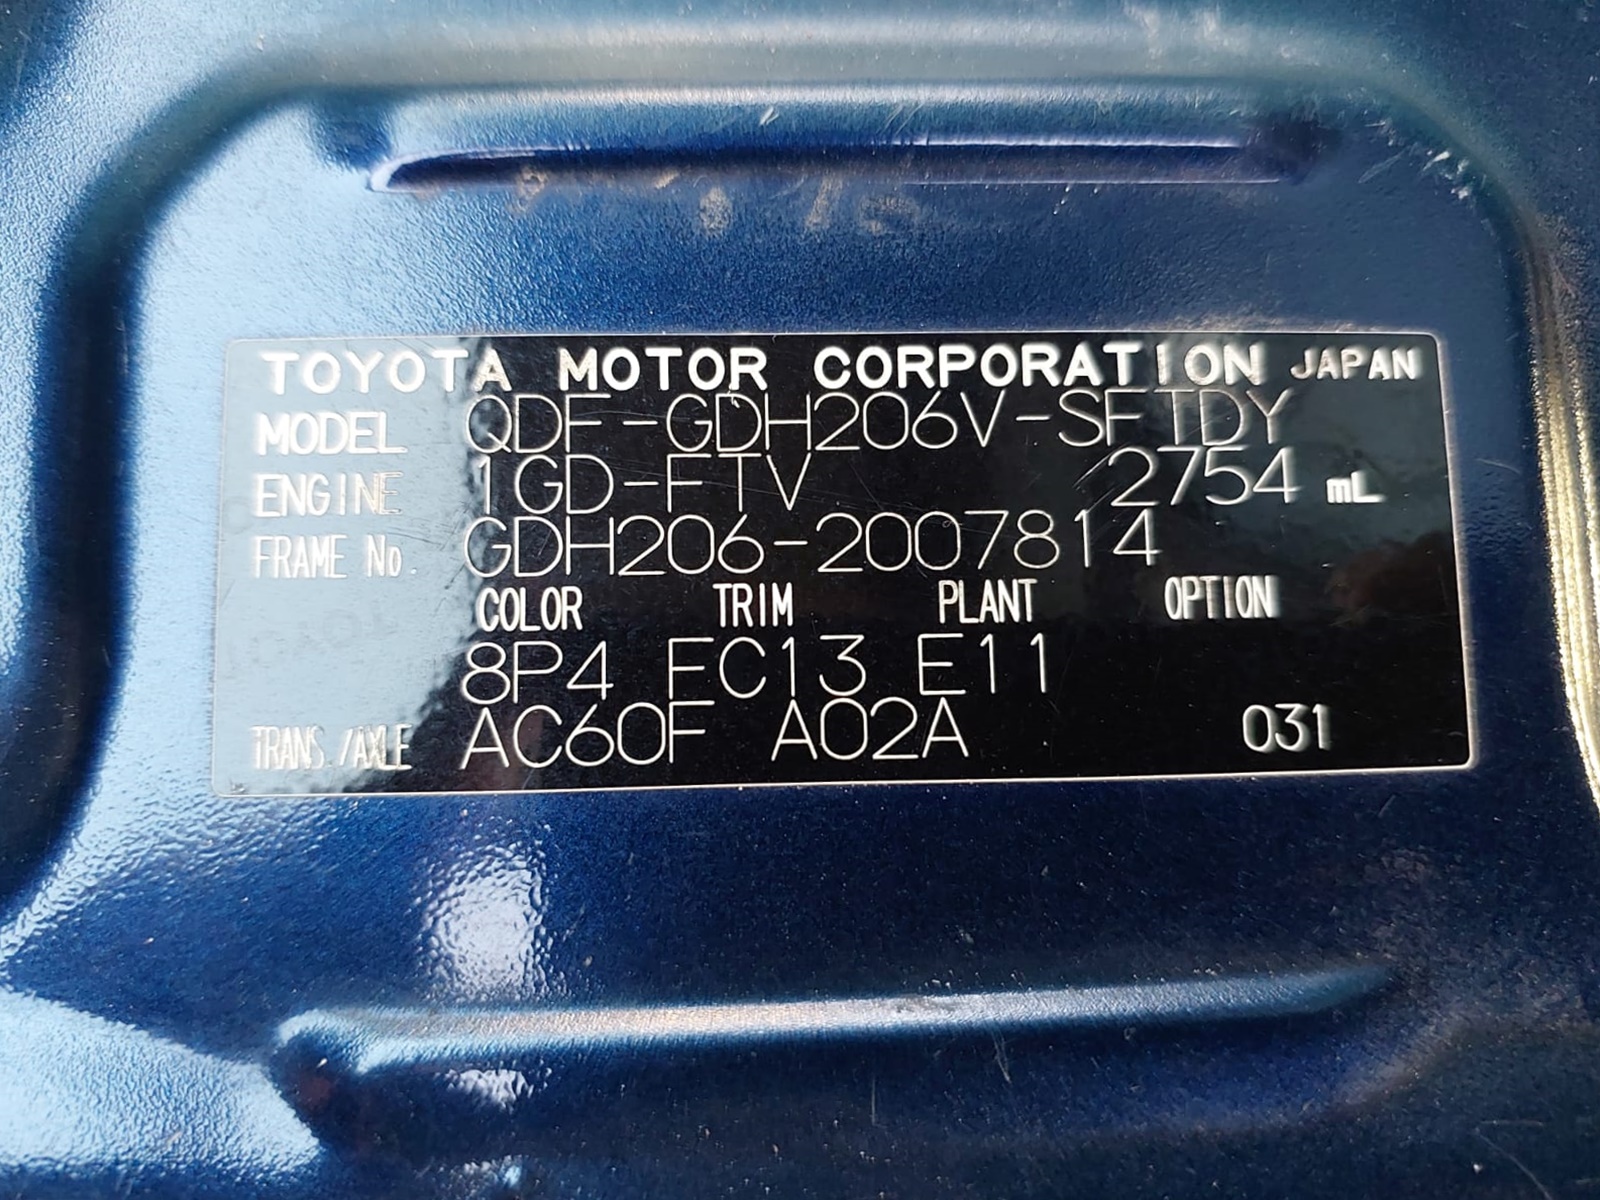 TOYOTA MOTOR CORPORATION JAPAN
MODEL QDF-GDH206V-SFTDY
ENGINE 1GD-FTV 2754 mL
FRAME No. GDH206-2007814
COLOR TRIM PLANT OPTION
8P4 FC13 E11
TRANS./AXLE AC60F A02A 031